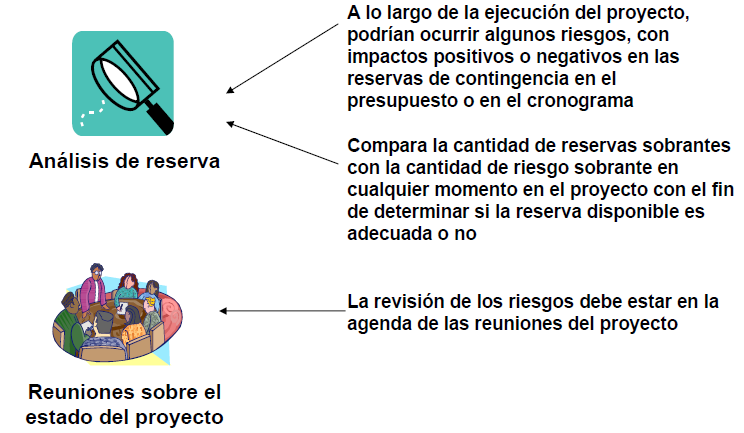 A lo largo de la ejecución del proyecto,
podrían ocurrir algunos riesgos, con
impactos positivos o negativos en las
reservas de contingencia en el
presupuesto o en el cronograma
Análisis de reserva
Compara la cantidad de reservas sobrantes
con la cantidad de riesgo sobrante en
cualquier momento en el proyecto con el fin
de determinar si la reserva disponible es
adecuada o no
La revisión de los riesgos debe estar en la
agenda de las reuniones del proyecto
Reuniones sobre el
estado del proyecto